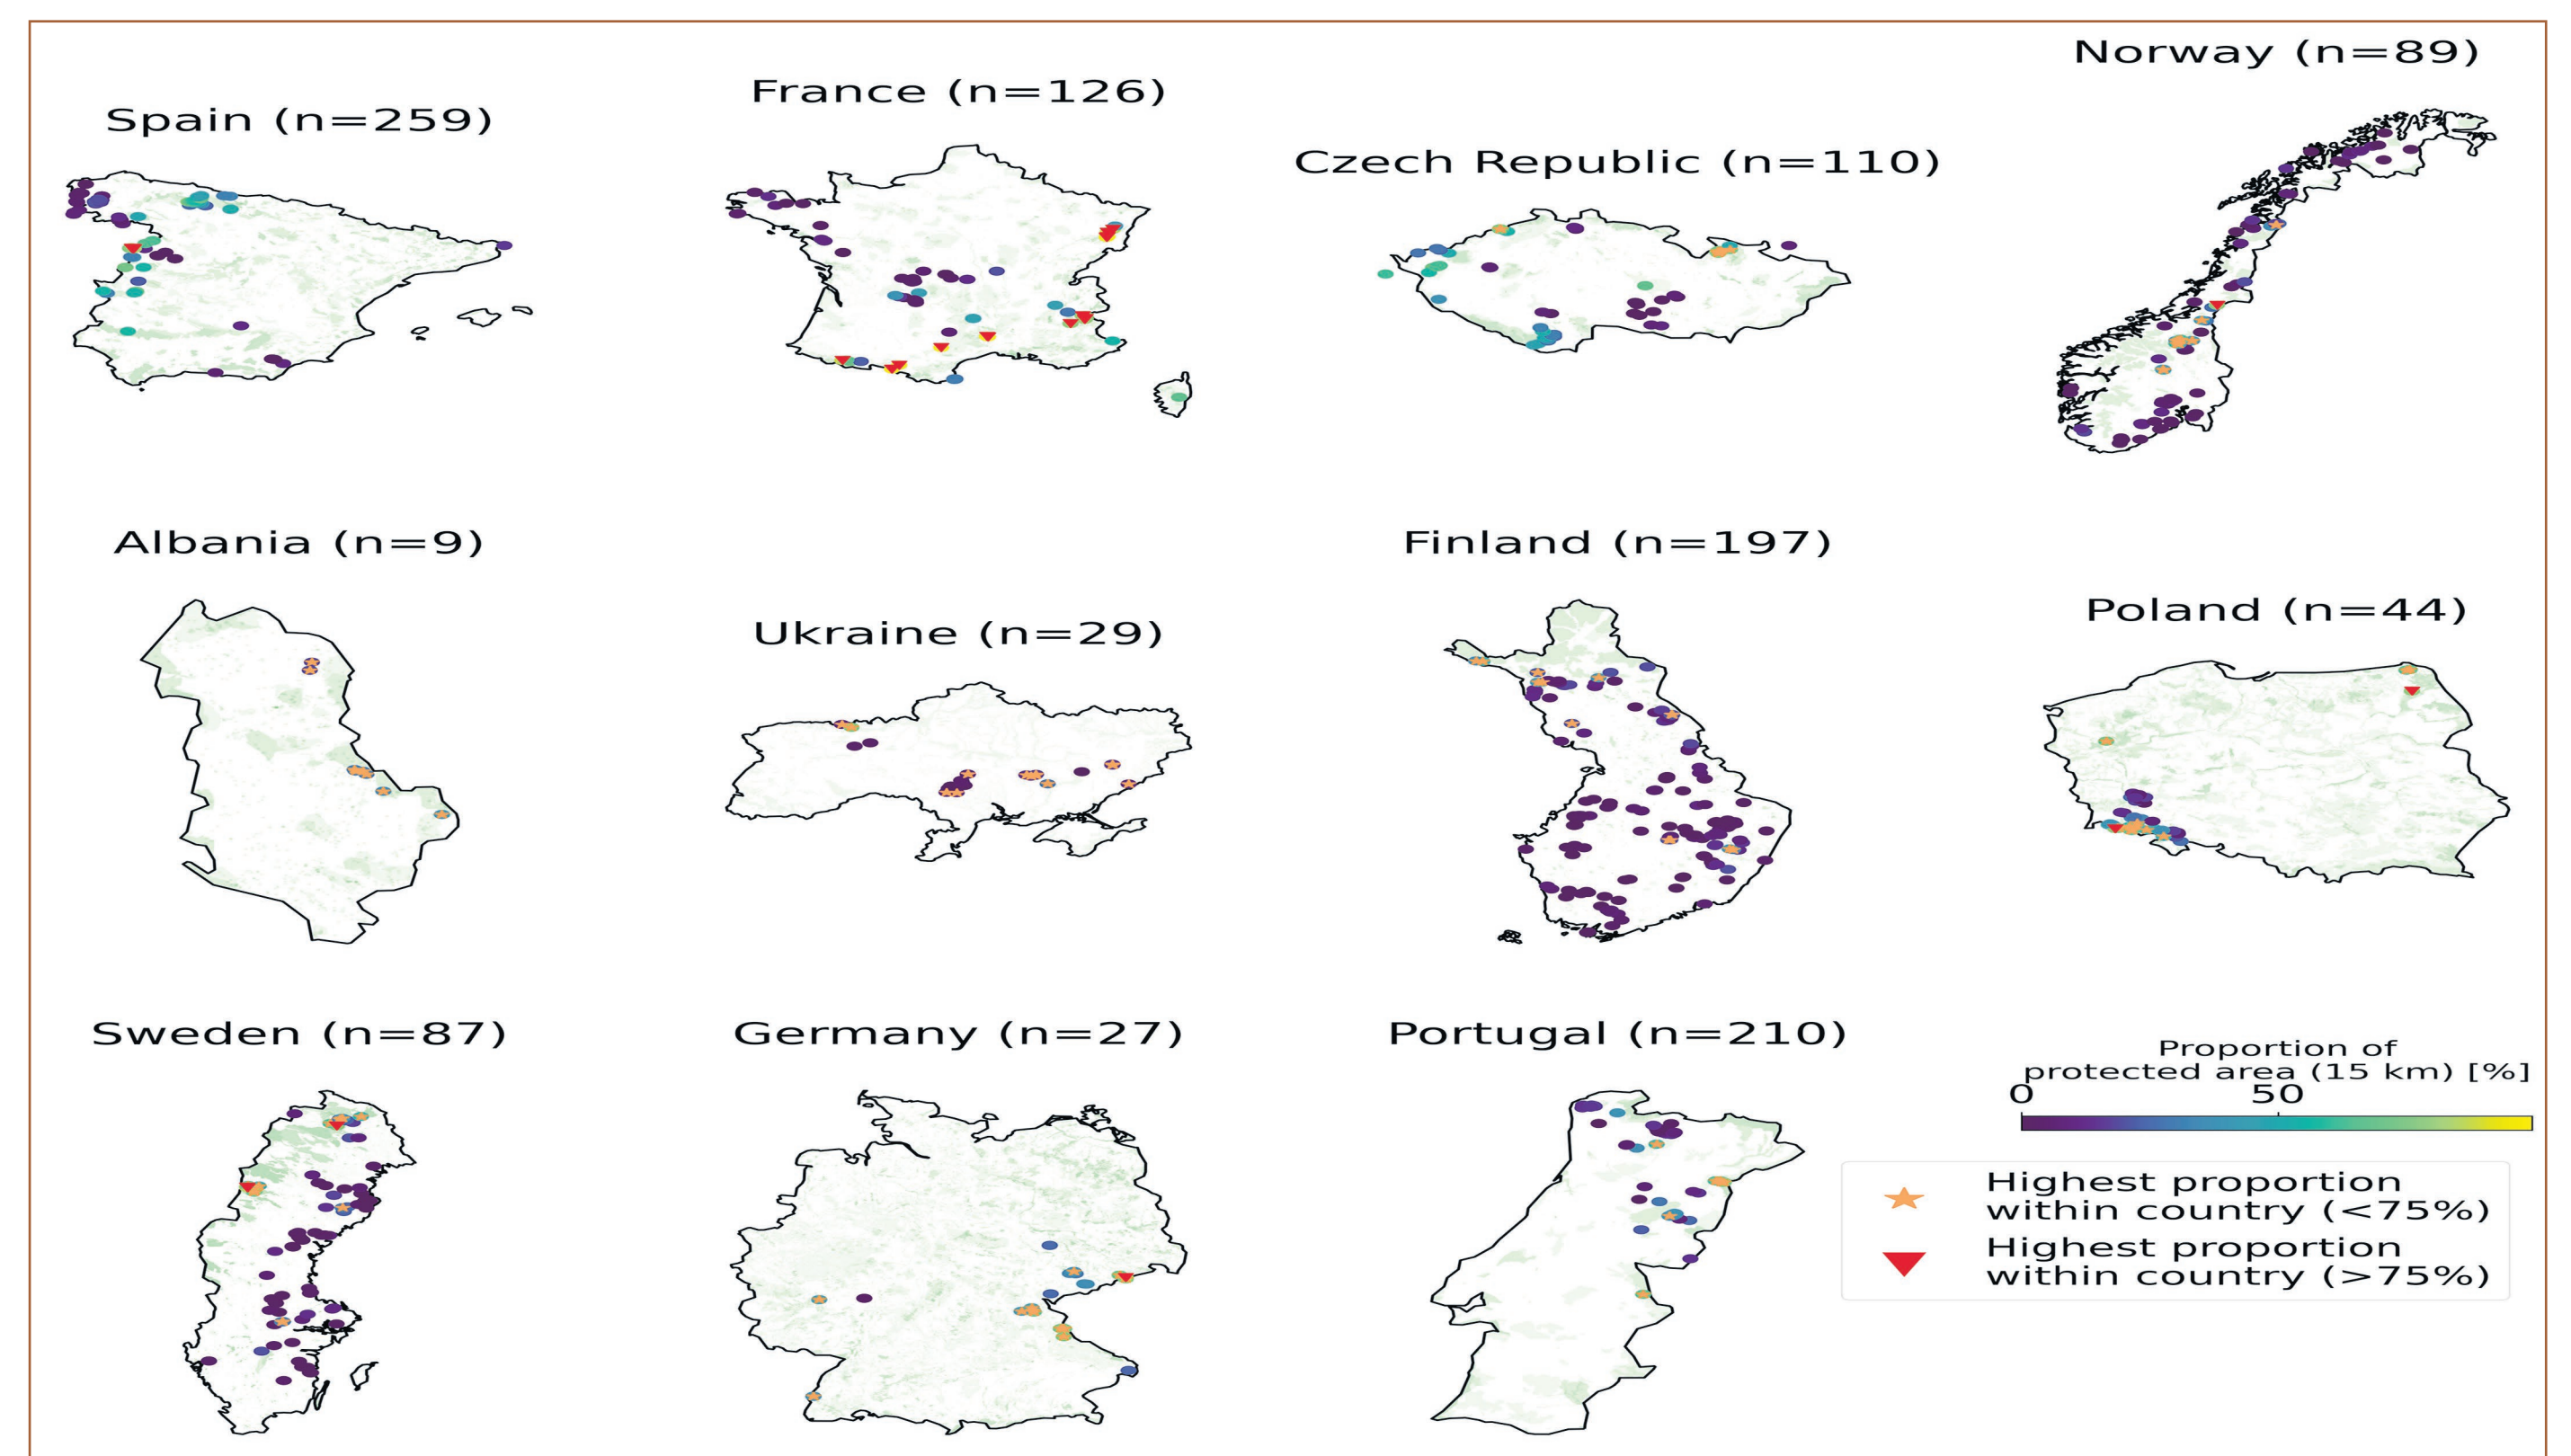 Spain (n=259)
France (n=126)
Czech Republic (n=110)
Norway (n=89)
Albania (n=9)
Ukraine (n=29)
Finland (n=197)
Poland (n=44)
Sweden (n=87)
Germany (n=27)
Portugal (n=210)
Proportion of
protected area (15 km) [%]
0 50
Highest proportion
within country (<75%)
Highest proportion
within country (>75%)